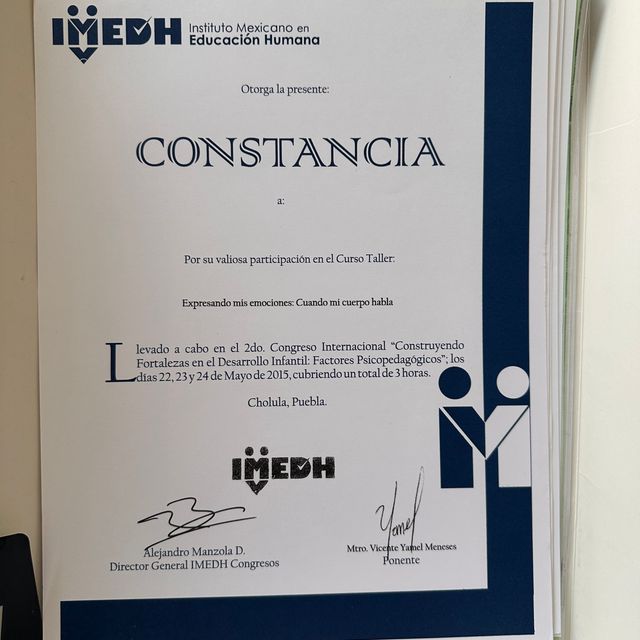 IMEDH Instituto Mexicano en
Educación Humana
Otorga la presente:
CONSTANCIA
a:
Por su valiosa participación en el Curso Taller:
Expresando mis emociones: Cuando mi cuerpo habla
Llevado a cabo en el 2do. Congreso Internacional “Construyendo
Fortalezas en el Desarrollo Infantil: Factores Psicopedagógicos”; los
días 22, 23 y 24 de Mayo de 2015, cubriendo un total de 3 horas.
Cholula, Puebla.
IMEDH
Yamel
Alejandro Manzola D.
Director General IMEDH Congresos
Mtro. Vicente Yamel Meneses
Ponente